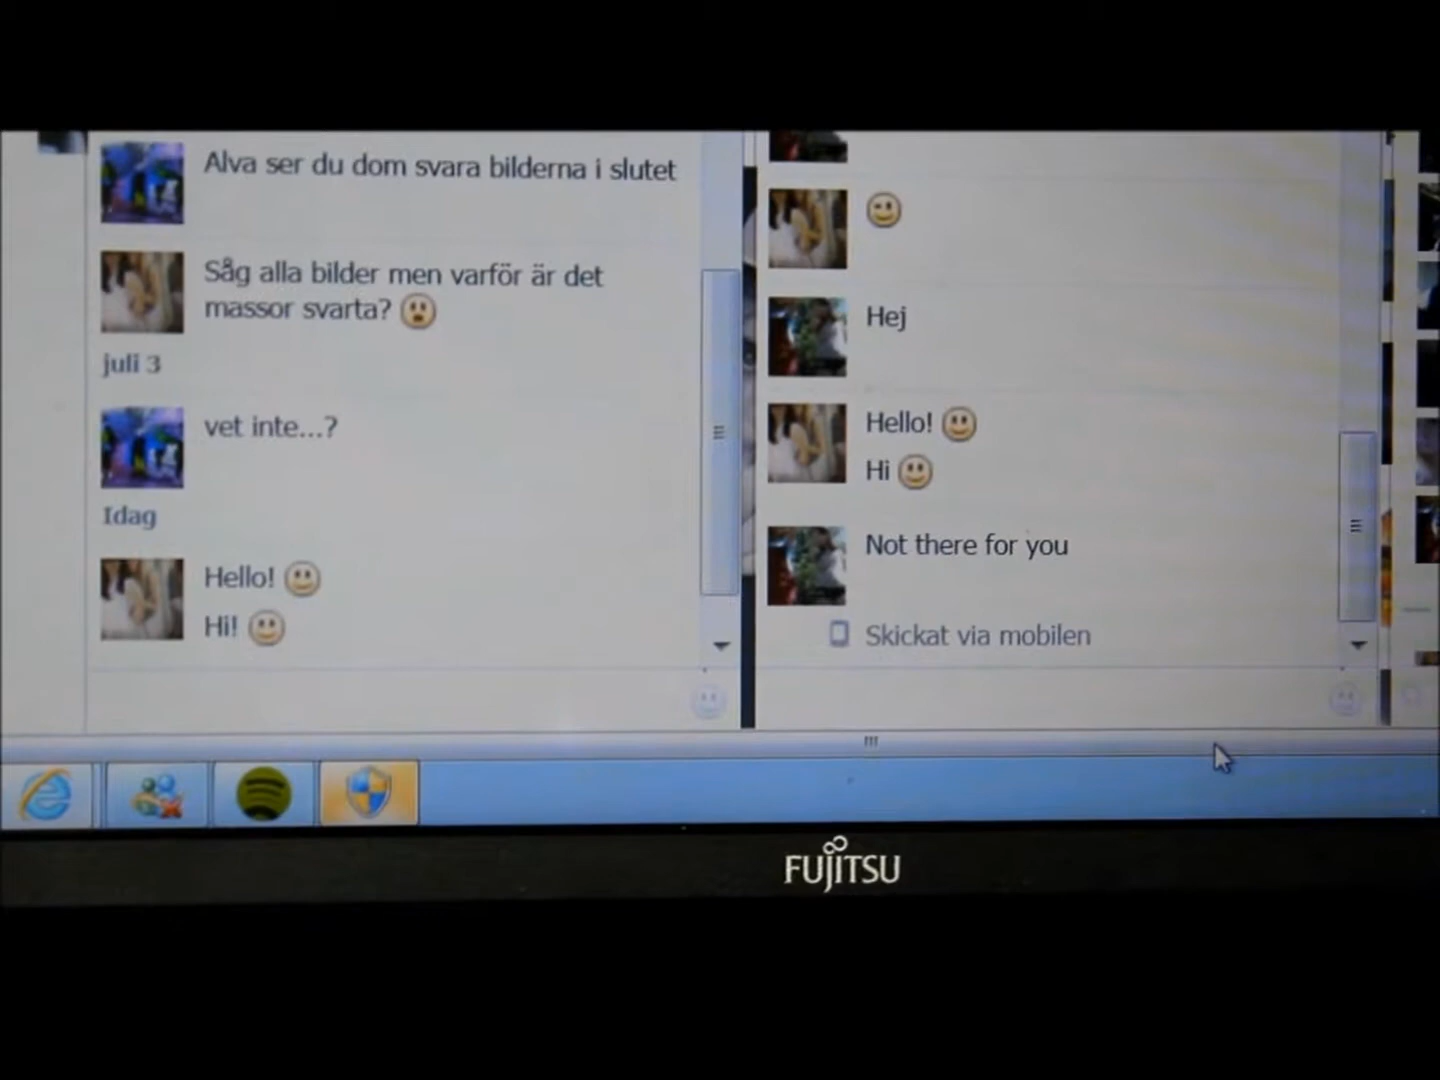 Alva ser du dom svara bilderna i slutet
Såg alla bilder men varför är det
massor svarta?
juli 3
vet inte...?
Idag
Hello!
Hi!
Hej
Hello!
Hi
Not there for you
Skickat via mobilen
FUJITSU